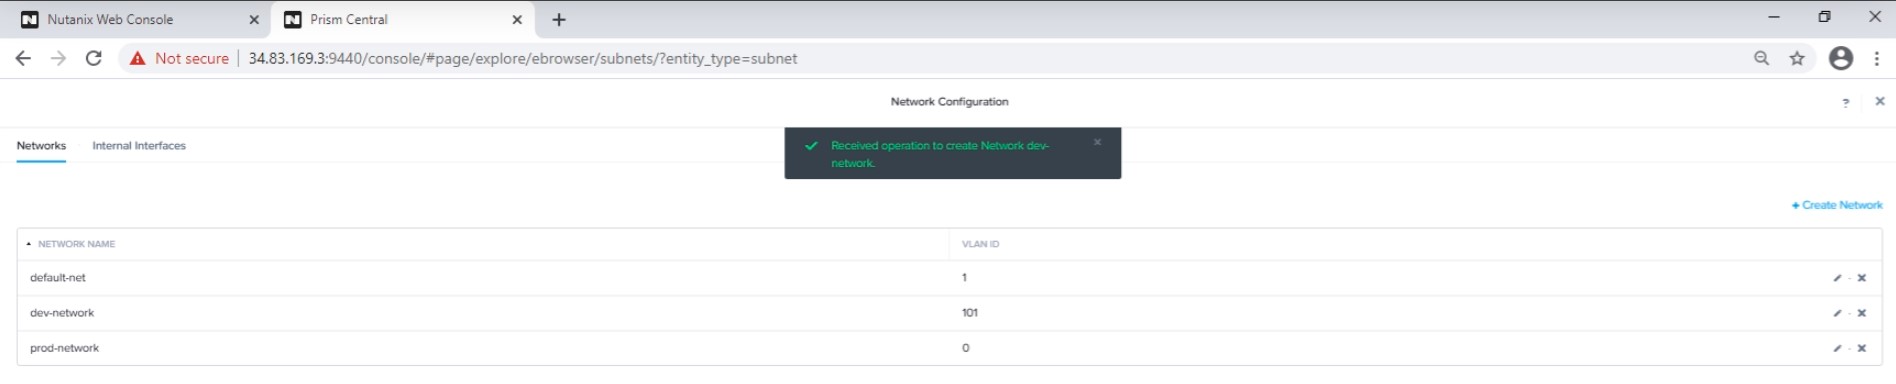 Nutanix Web Console
Prism Central
Not secure | 34.83.169.3:9440/console/#page/explore/ebrowser/subnets/?entity_type=subnet
Network Configuration
?
Networks
Internal Interfaces
Received operation to create Network dev-
network.
+ Create Network
NETWORK NAME VLAN ID
default-net 1
dev-network 101
prod-network 0